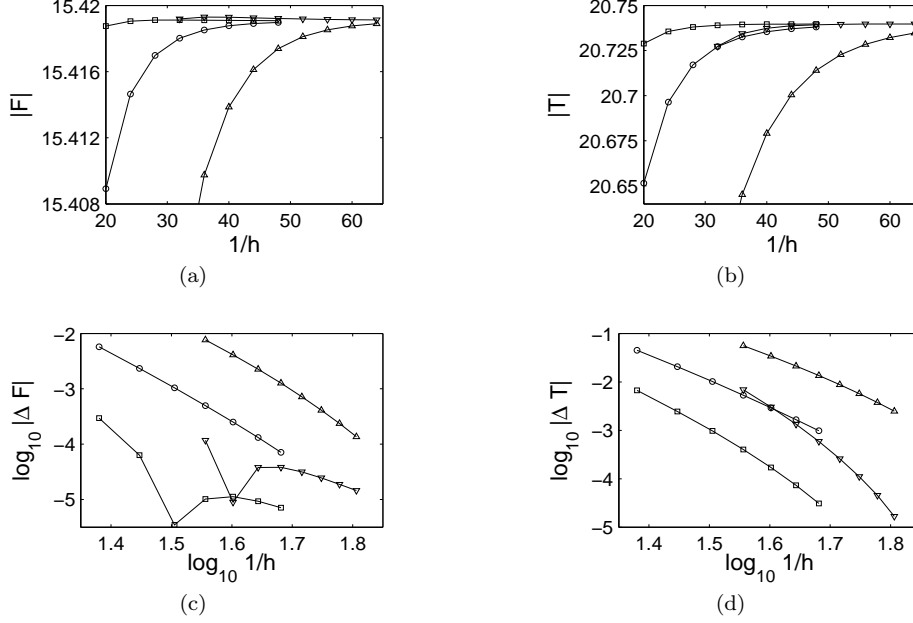 15.42
15.416
15.412
15.408
|F|
20 30 40 50 60
1/h
(a)
20.75
20.725
20.7
20.675
20.65
|T|
20 30 40 50 60
1/h
(b)
−2
−3
−4
−5
log10 |Δ F|
1.4 1.5 1.6 1.7 1.8
log10 1/h
(c)
−1
−2
−3
−4
−5
log10 |Δ T|
1.4 1.5 1.6 1.7 1.8
log10 1/h
(d)